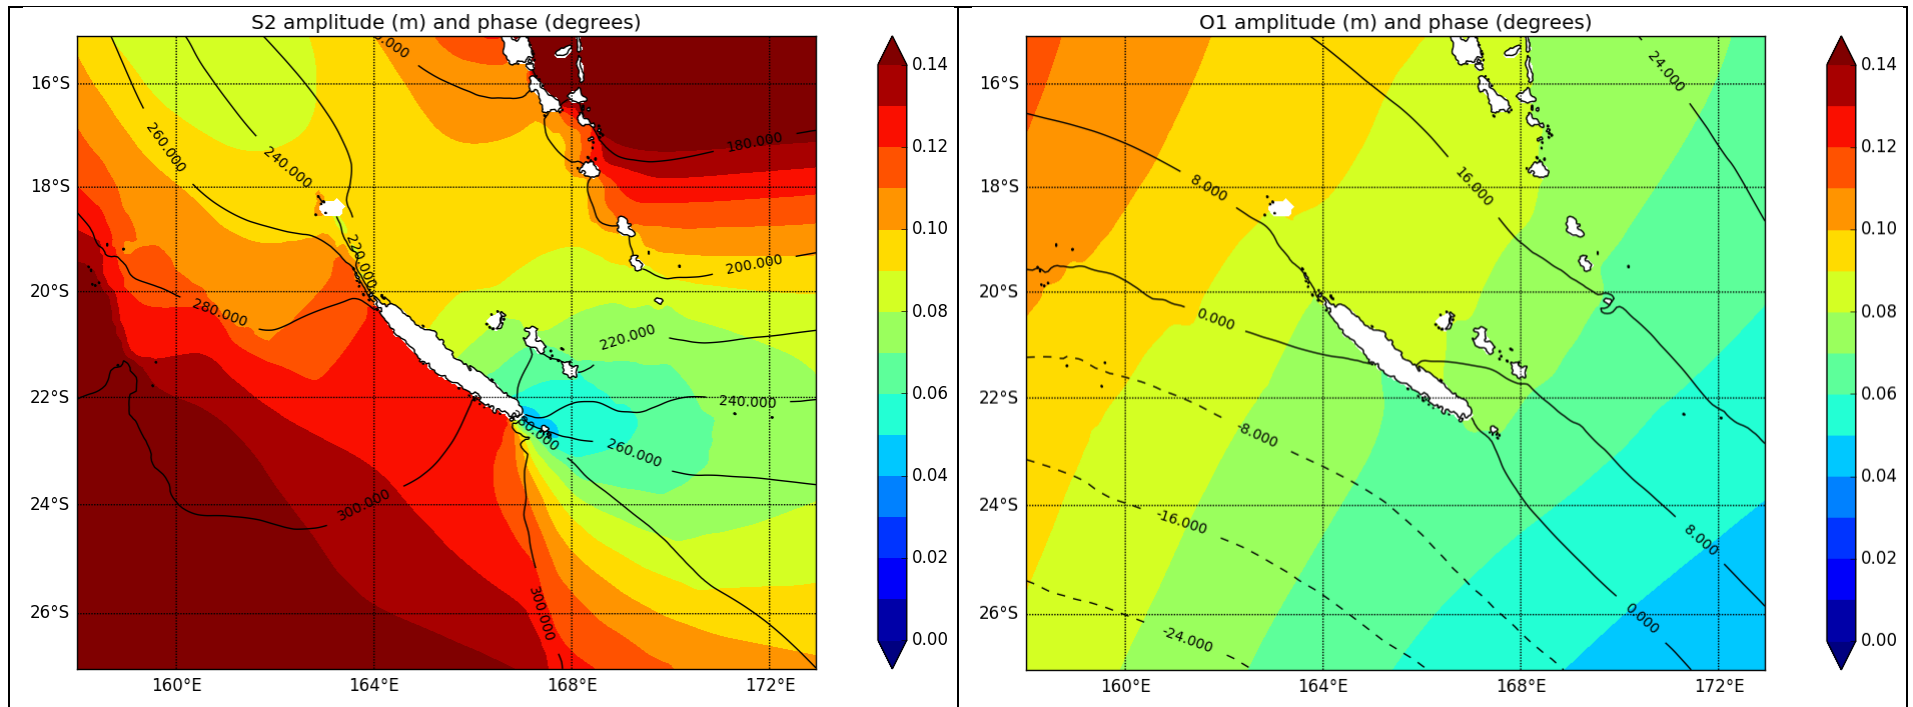 S2 amplitude (m) and phase (degrees)
16°S
18°S
20°S
22°S
24°S
26°S
160°E
164°E
168°E
172°E
260.000
240.000
220.000
180.000
200.000
280.000
220.000
240.000
260.000
300.000
300.000
0.14
0.12
0.10
0.08
0.06
0.04
0.02
0.00
O1 amplitude (m) and phase (degrees)
16°S
18°S
20°S
22°S
24°S
26°S
160°E
164°E
168°E
172°E
24.000
8.000
16.000
0.000
-8.000
-16.000
8.000
0.000
-24.000
0.14
0.12
0.10
0.08
0.06
0.04
0.02
0.00